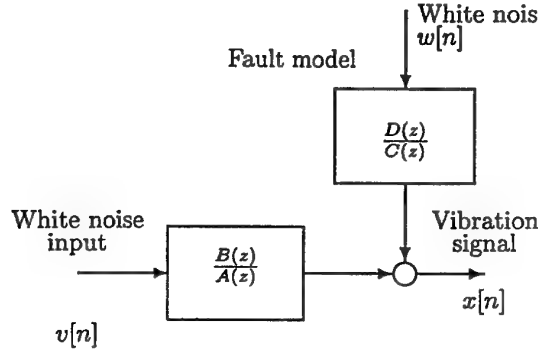 White nois
w[n]
Fault model
D(z)
C(z)
White noise
input
B(z)
A(z)
Vibration
signal
x[n]
v[n]